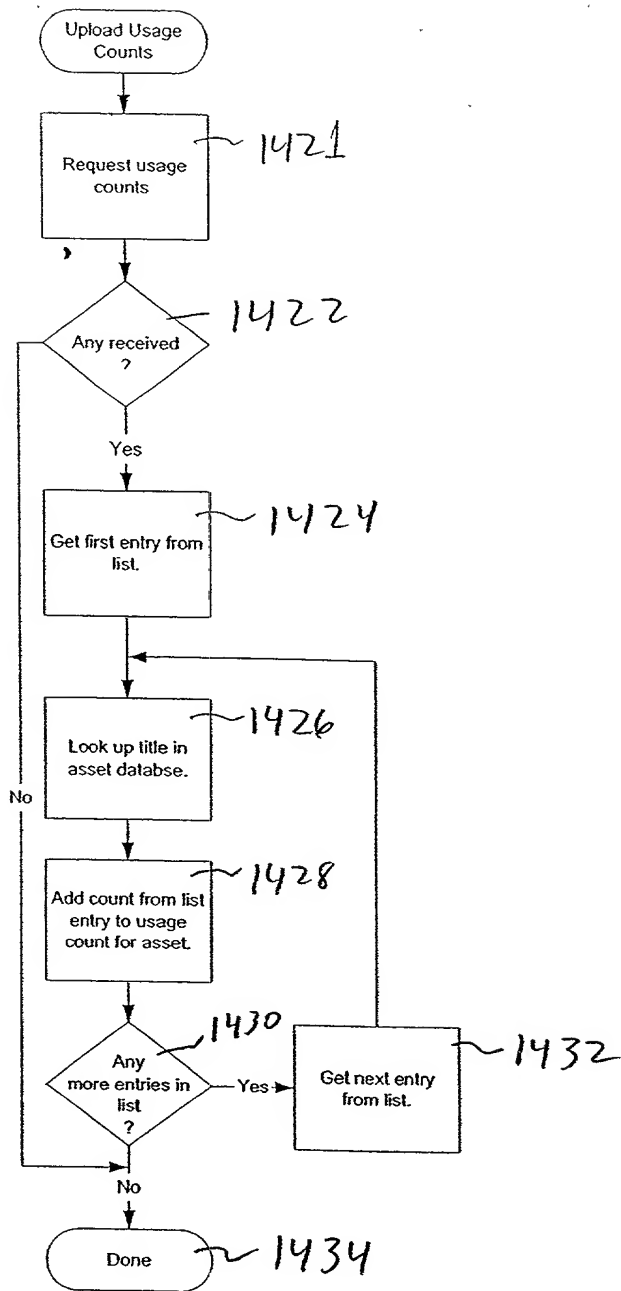 Upload Usage
Counts
Request usage
counts
1421
Any received
?
1422
Yes
Get first entry from
list.
1424
Look up title in
asset databse.
1426
No
Add count from list
entry to usage
count for asset.
1428
Any
more entries in
list
?
1430
Yes
Get next entry
from list.
1432
No
Done
1434